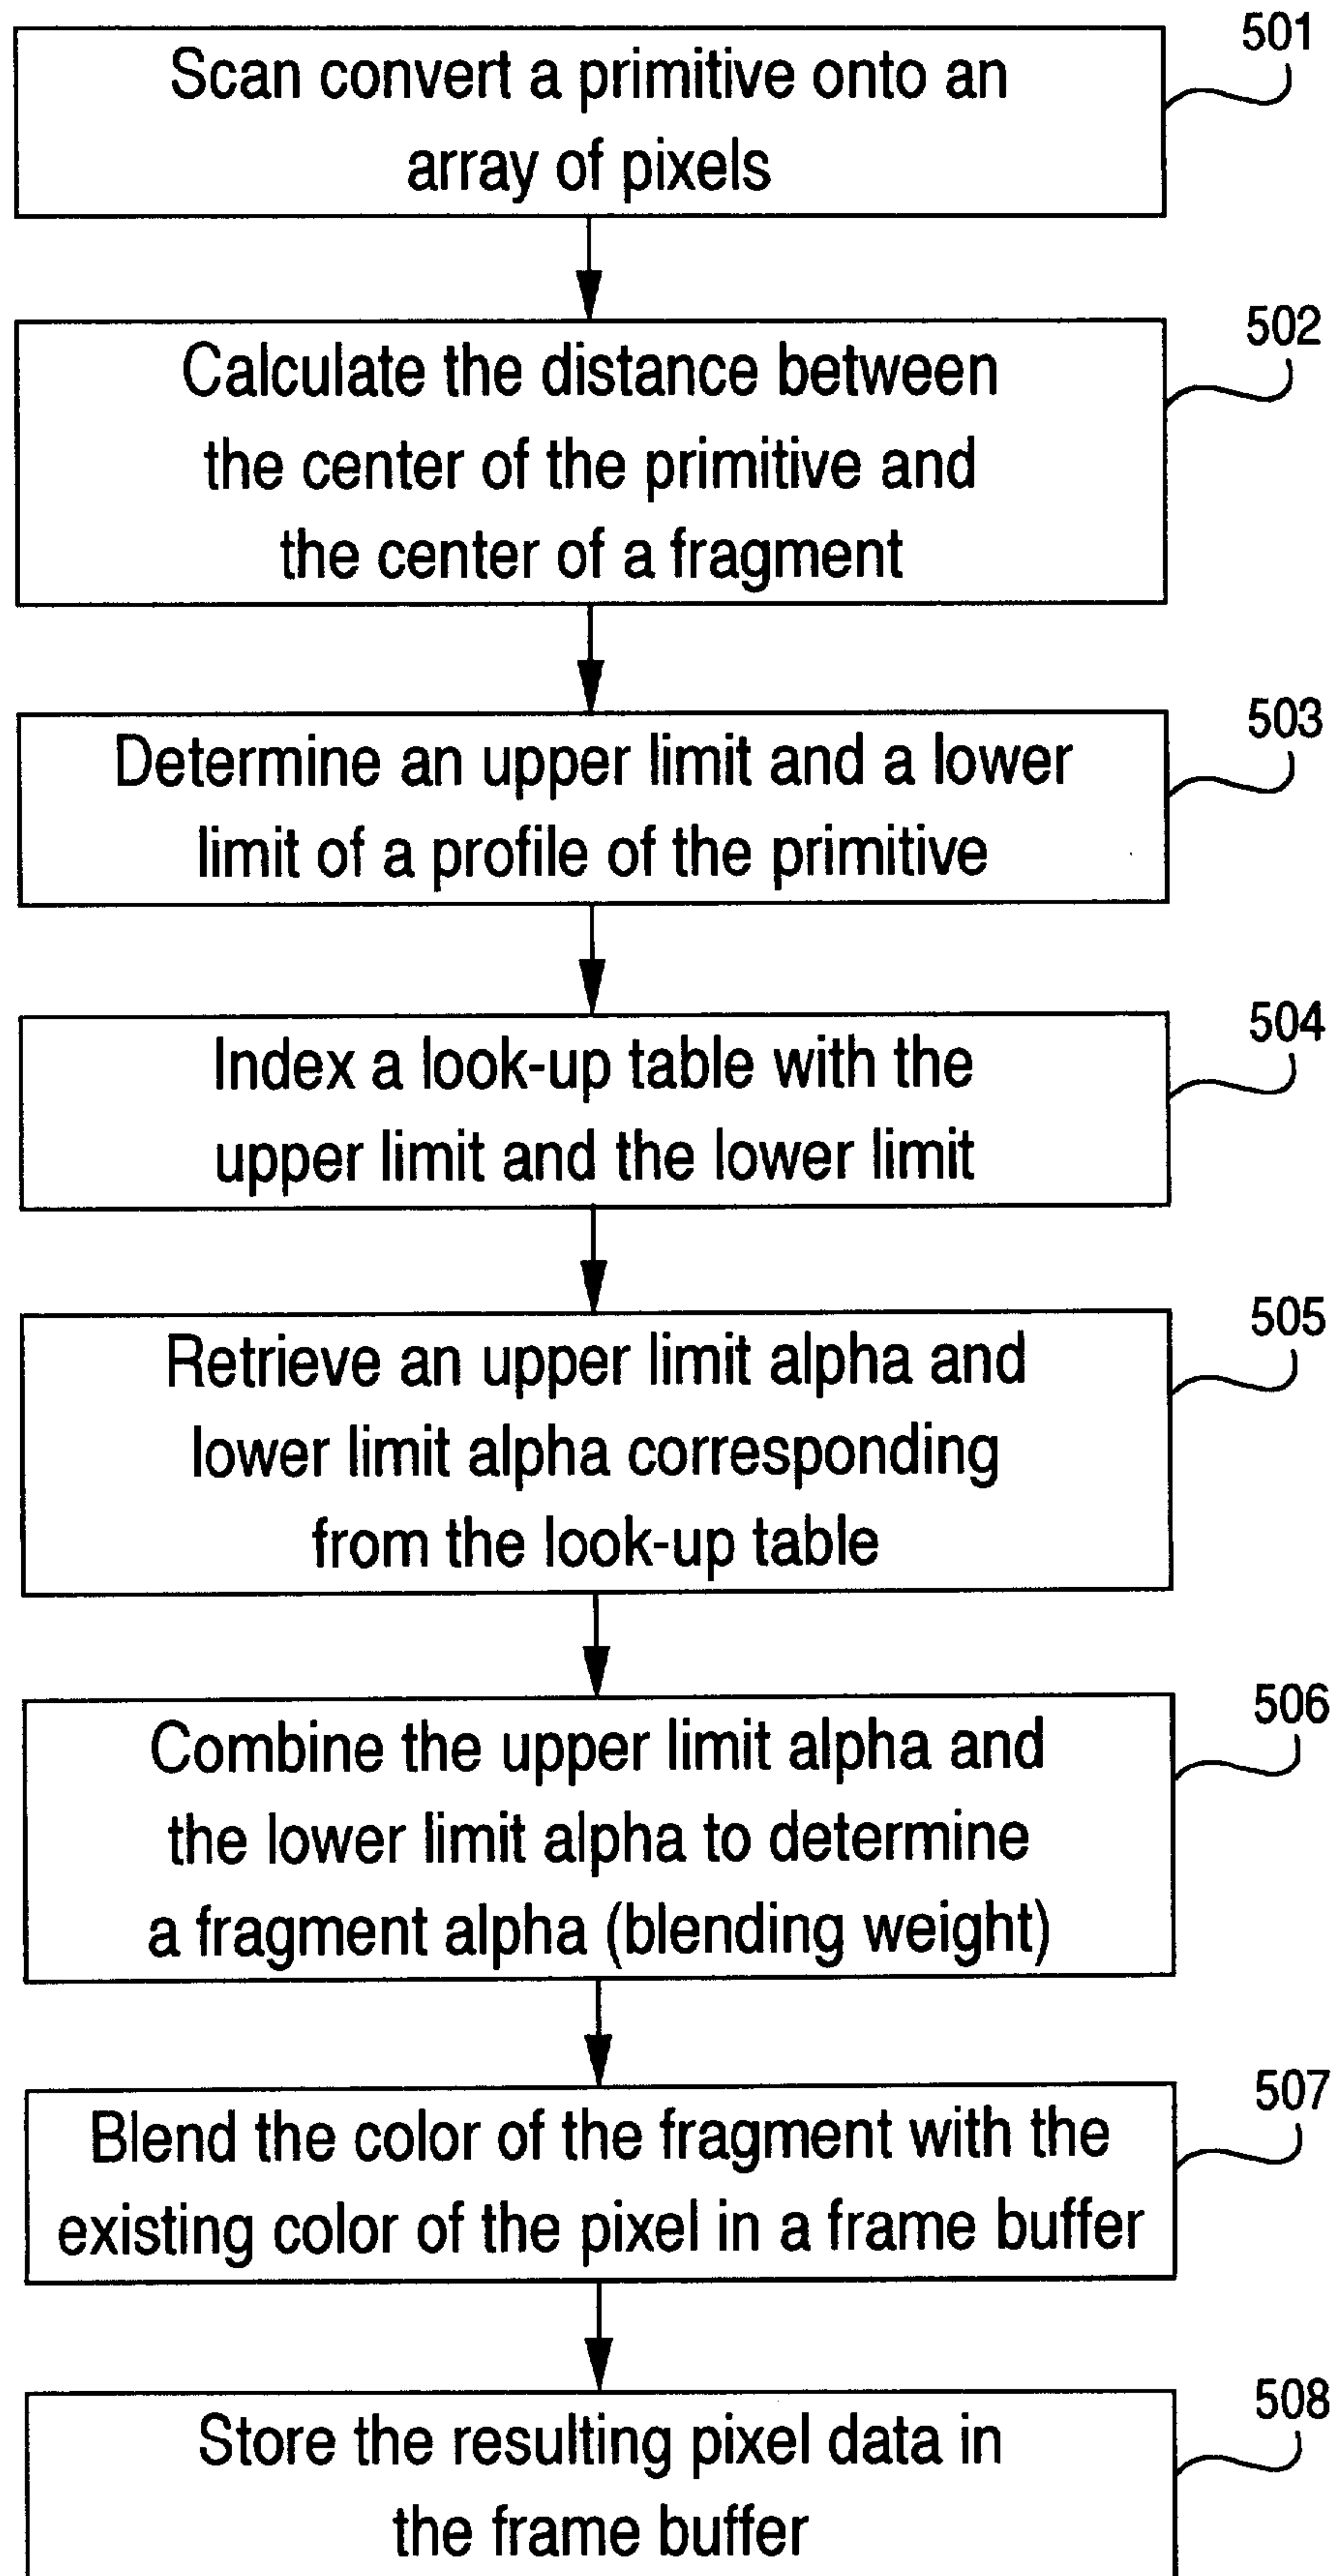 501
Scan convert a primitive onto an
array of pixels
502
Calculate the distance between
the center of the primitive and
the center of a fragment
503
Determine an upper limit and a lower
limit of a profile of the primitive
504
Index a look-up table with the
upper limit and the lower limit
505
Retrieve an upper limit alpha and
lower limit alpha corresponding
from the look-up table
506
Combine the upper limit alpha and
the lower limit alpha to determine
a fragment alpha (blending weight)
507
Blend the color of the fragment with the
existing color of the pixel in a frame buffer
508
Store the resulting pixel data in
the frame buffer